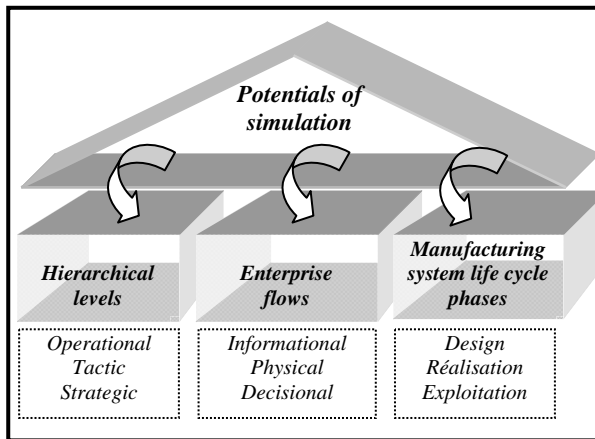 Potentials of
simulation
Hierarchical
levels
Enterprise
flows
Manufacturing
system life cycle
phases
Operational
Tactic
Strategic
Informational
Physical
Decisional
Design
Réalisation
Exploitation